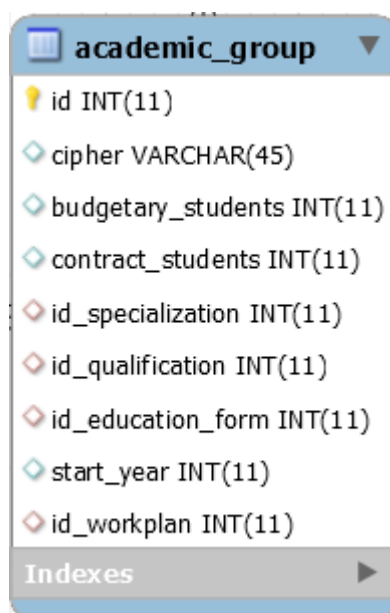 academic_group
id INT(11)
cipher VARCHAR(45)
budgetary_students INT(11)
contract_students INT(11)
id_specialization INT(11)
id_qualification INT(11)
id_education_form INT(11)
start_year INT(11)
id_workplan INT(11)
Indexes